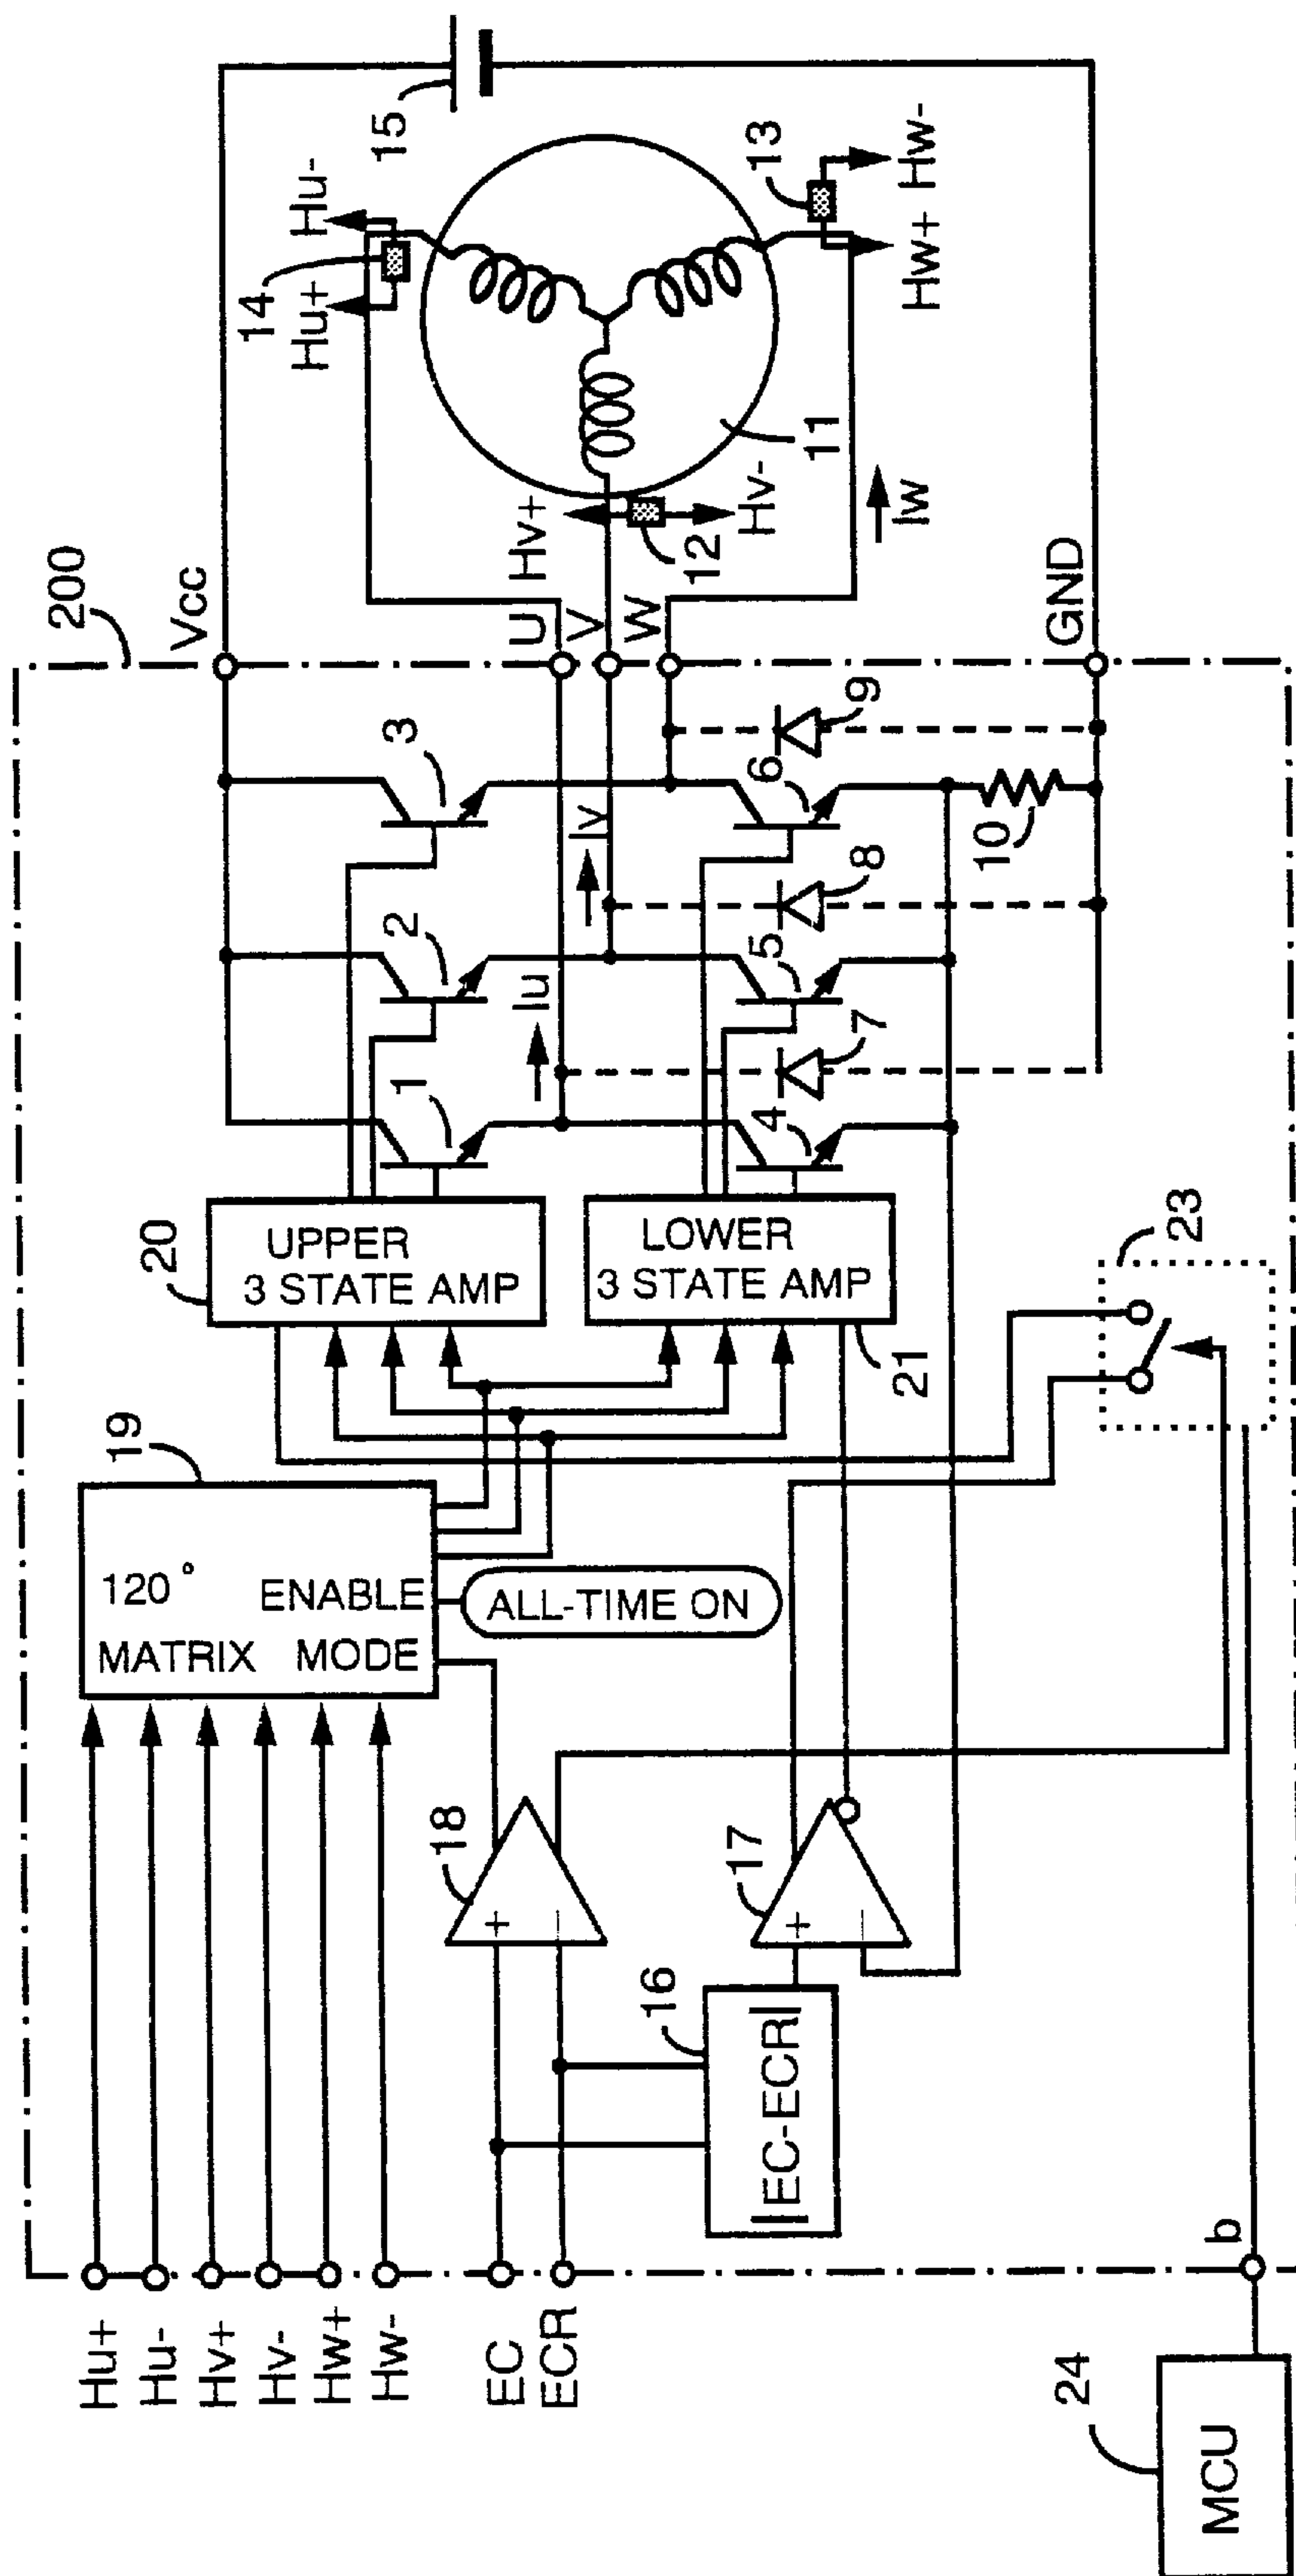 Hu+
Hu-
Hv+
Hv-
Hw+
Hw-
EC
ECR
24
MCU
b
200
19
120°
MATRIX
ENABLE
MODE
ALL-TIME ON
18
+
−
17
+
−
16
|EC-ECR|
20
UPPER
3 STATE AMP
LOWER
3 STATE AMP
21
23
1
2
3
4
5
6
7
8
9
10
Iu
Iv
Iw
Vcc
U
V
W
GND
Hu+
14
Hu-
15
Hv+
12
Hv-
11
13
Hw+
Hw-